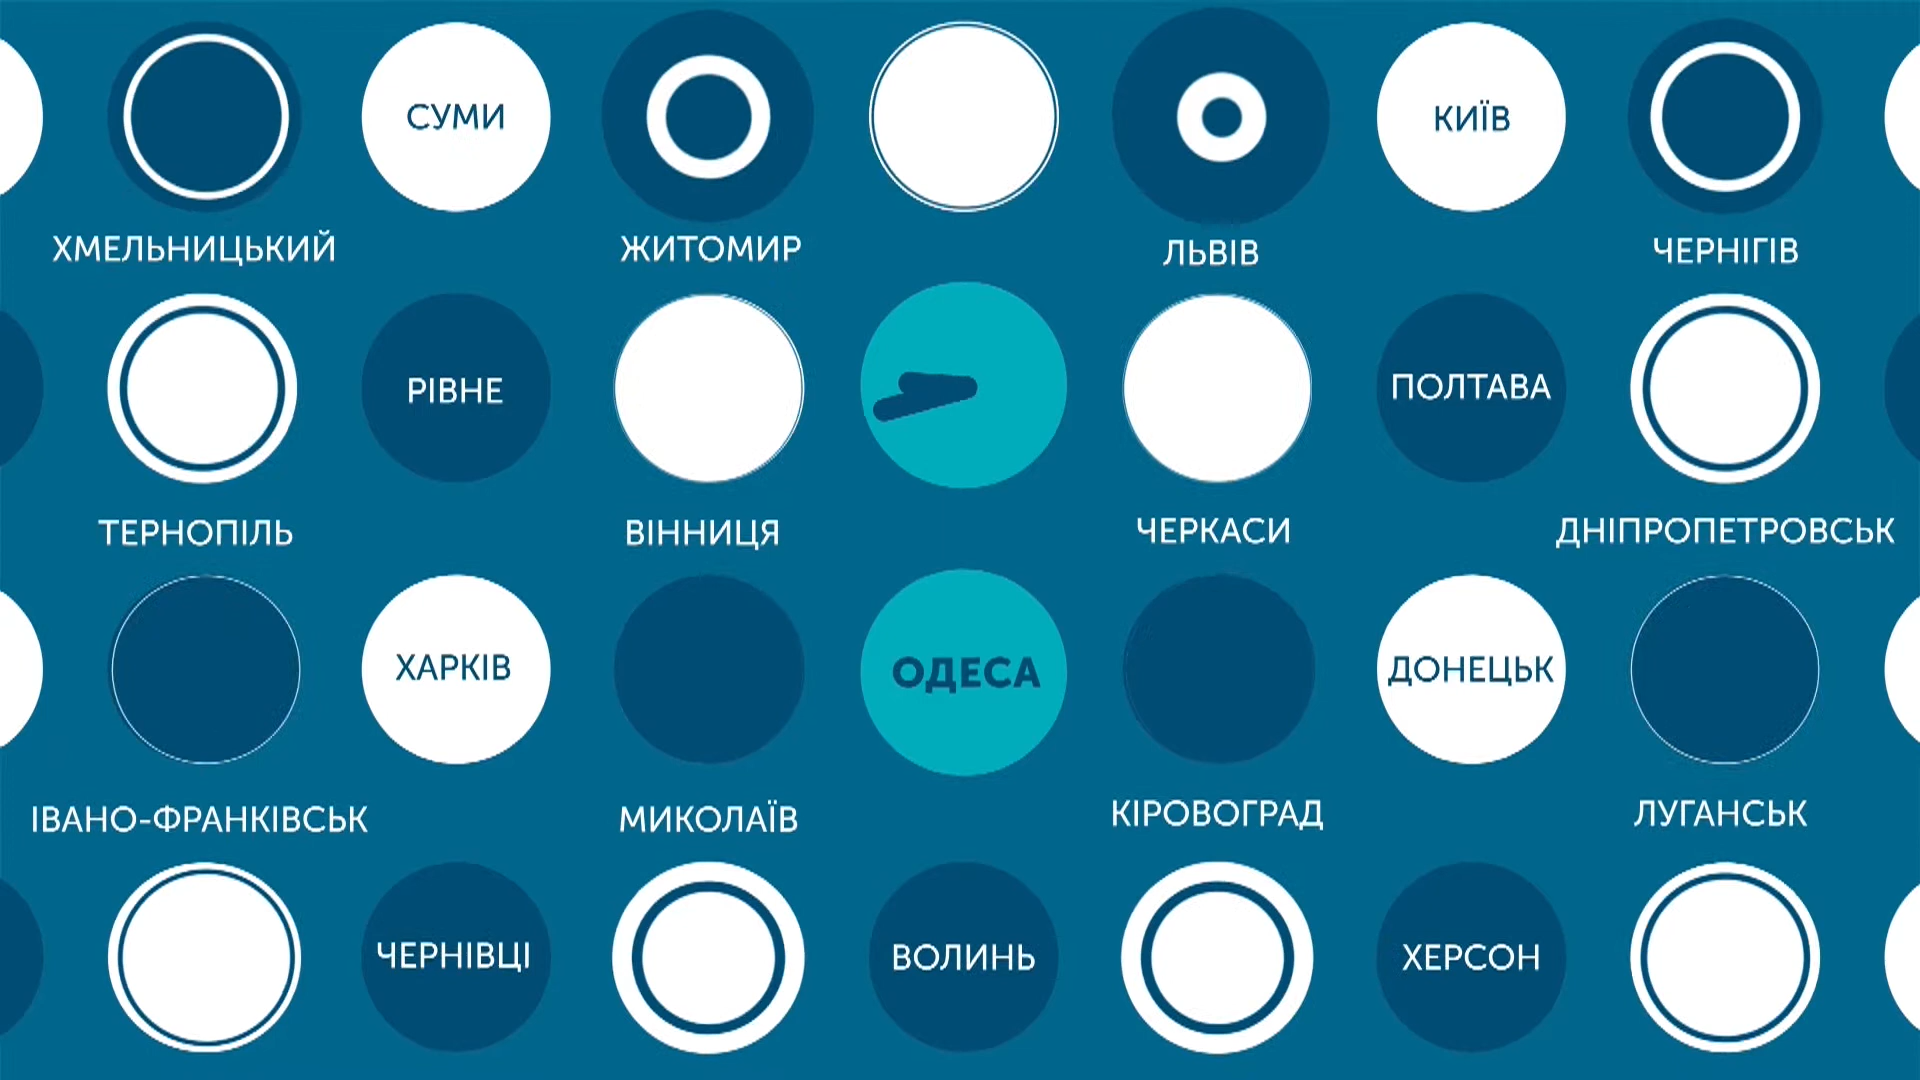 СУМИ
КИЇВ
ХМЕЛЬНИЦЬКИЙ
ЖИТОМИР
ЛЬВІВ
ЧЕРНІГІВ
РІВНЕ
ПОЛТАВА
ТЕРНОПІЛЬ
ВІННИЦЯ
ЧЕРКАСИ
ДНІПРОПЕТРОВСЬК
ХАРКІВ
ОДЕСА
ДОНЕЦЬК
ІВАНО-ФРАНКІВСЬК
МИКОЛАЇВ
КІРОВОГРАД
ЛУГАНСЬК
ЧЕРНІВЦІ
ВОЛИНЬ
ХЕРСОН